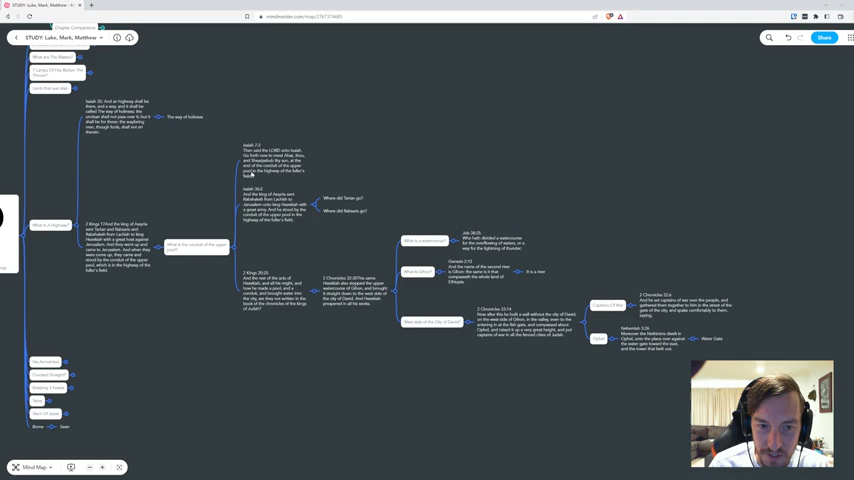 STUDY: Luke, Mark, Matthew - M
mindmeister.com/map/2767374660
Chapter Comparisons
STUDY: Luke, Mark, Matthew
Share
What are The Reeps?
7 Lamps Of Fire Before The
Throne?
Lamb that was slain
Isaiah 35: And an highway shall be
there, and a way, and it shall be
called The way of holiness; the
unclean shall not pass over it; but it
shall be for those: the wayfaring
men, though fools, shall not err
therein.
The way of holiness
Isaiah 7:3
Then said the LORD unto Isaiah,
Go forth now to meet Ahaz, thou,
and Shearjashub thy son, at the
end of the conduit of the upper
pool in the highway of the fuller's
field;
Isaiah 36:2
And the king of Assyria sent
Rabshakeh from Lachish to
Jerusalem unto king Hezekiah with
a great army. And he stood by the
conduit of the upper pool in the
highway of the fuller's field.
Where did Tartan go?
Where did Rabsaris go?
What Is A Highway?
2 Kings 17And the king of Assyria
sent Tartan and Rabsaris and
Rabshakeh from Lachish to king
Hezekiah with a great host against
Jerusalem. And they went up and
came to Jerusalem. And when they
were come up, they came and
stood by the conduit of the upper
pool, which is in the highway of the
fuller's field.
What is the conduit of the upper
pool?
2 Kings 20:20
And the rest of the acts of
Hezekiah, and all his might, and
how he made a pool, and a
conduit, and brought water into
the city, are they not written in the
book of the chronicles of the kings
of Judah?
2 Chronicles 32:30This same
Hezekiah also stopped the upper
watercourse of Gihon, and brought
it straight down to the west side of
the city of David. And Hezekiah
prospered in all his works.
What is a watercourse?
Job 38:25
Who hath divided a watercourse
for the overflowing of waters, or a
way for the lightning of thunder;
What Is Gihon?
Genesis 2:13
And the name of the second river
is Gihon: the same is it that
compasseth the whole land of
Ethiopia.
It is a river
West side of the City of David?
2 Chronicles 33:14
Now after this he built a wall without the city of David,
on the west side of Gihon, in the valley, even to the
entering in at the fish gate, and compassed about
Ophel, and raised it up a very great height, and put
captains of war in all the fenced cities of Judah.
Captains Of War
2 Chronicles 32:6
And he set captains of war over the people, and
gathered them together to him in the street of the
gate of the city, and spake comfortably to them,
saying,
Ophel
Nehemiah 3:26
Moreover the Nethinims dwelt in
Ophel, unto the place over against
the water gate toward the east,
and the tower that lieth out.
Water Gate
Keeping 3 Feasts
Tents
Stem Of Jesse
Borne
Mind Map